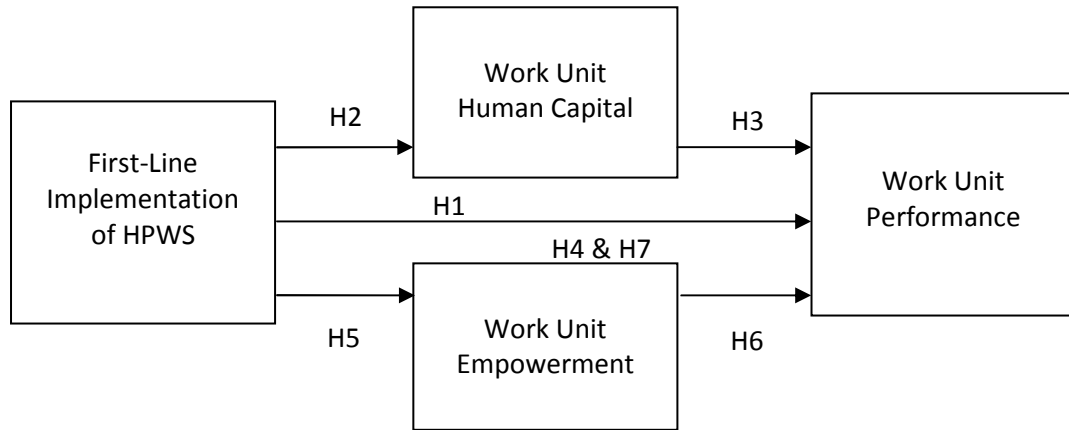 Work Unit
Human Capital
H2
H3
First-Line
Implementation
of HPWS
Work Unit
Performance
H1
H4 & H7
H5
Work Unit
Empowerment
H6